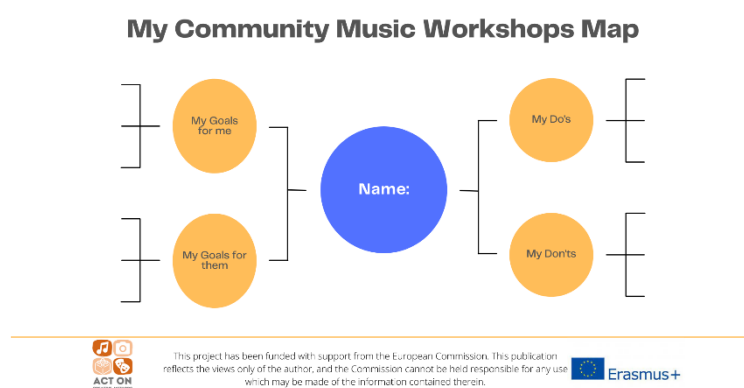 My Community Music Workshops Map
My Goals
for me
My Do's
Name:
My Goals for
them
My Don'ts
This project has been funded with support from the European Commission. This publication
reflects the views only of the author, and the Commission cannot be held responsible for any use
which may be made of the information contained therein.
ACT ON
Erasmus+